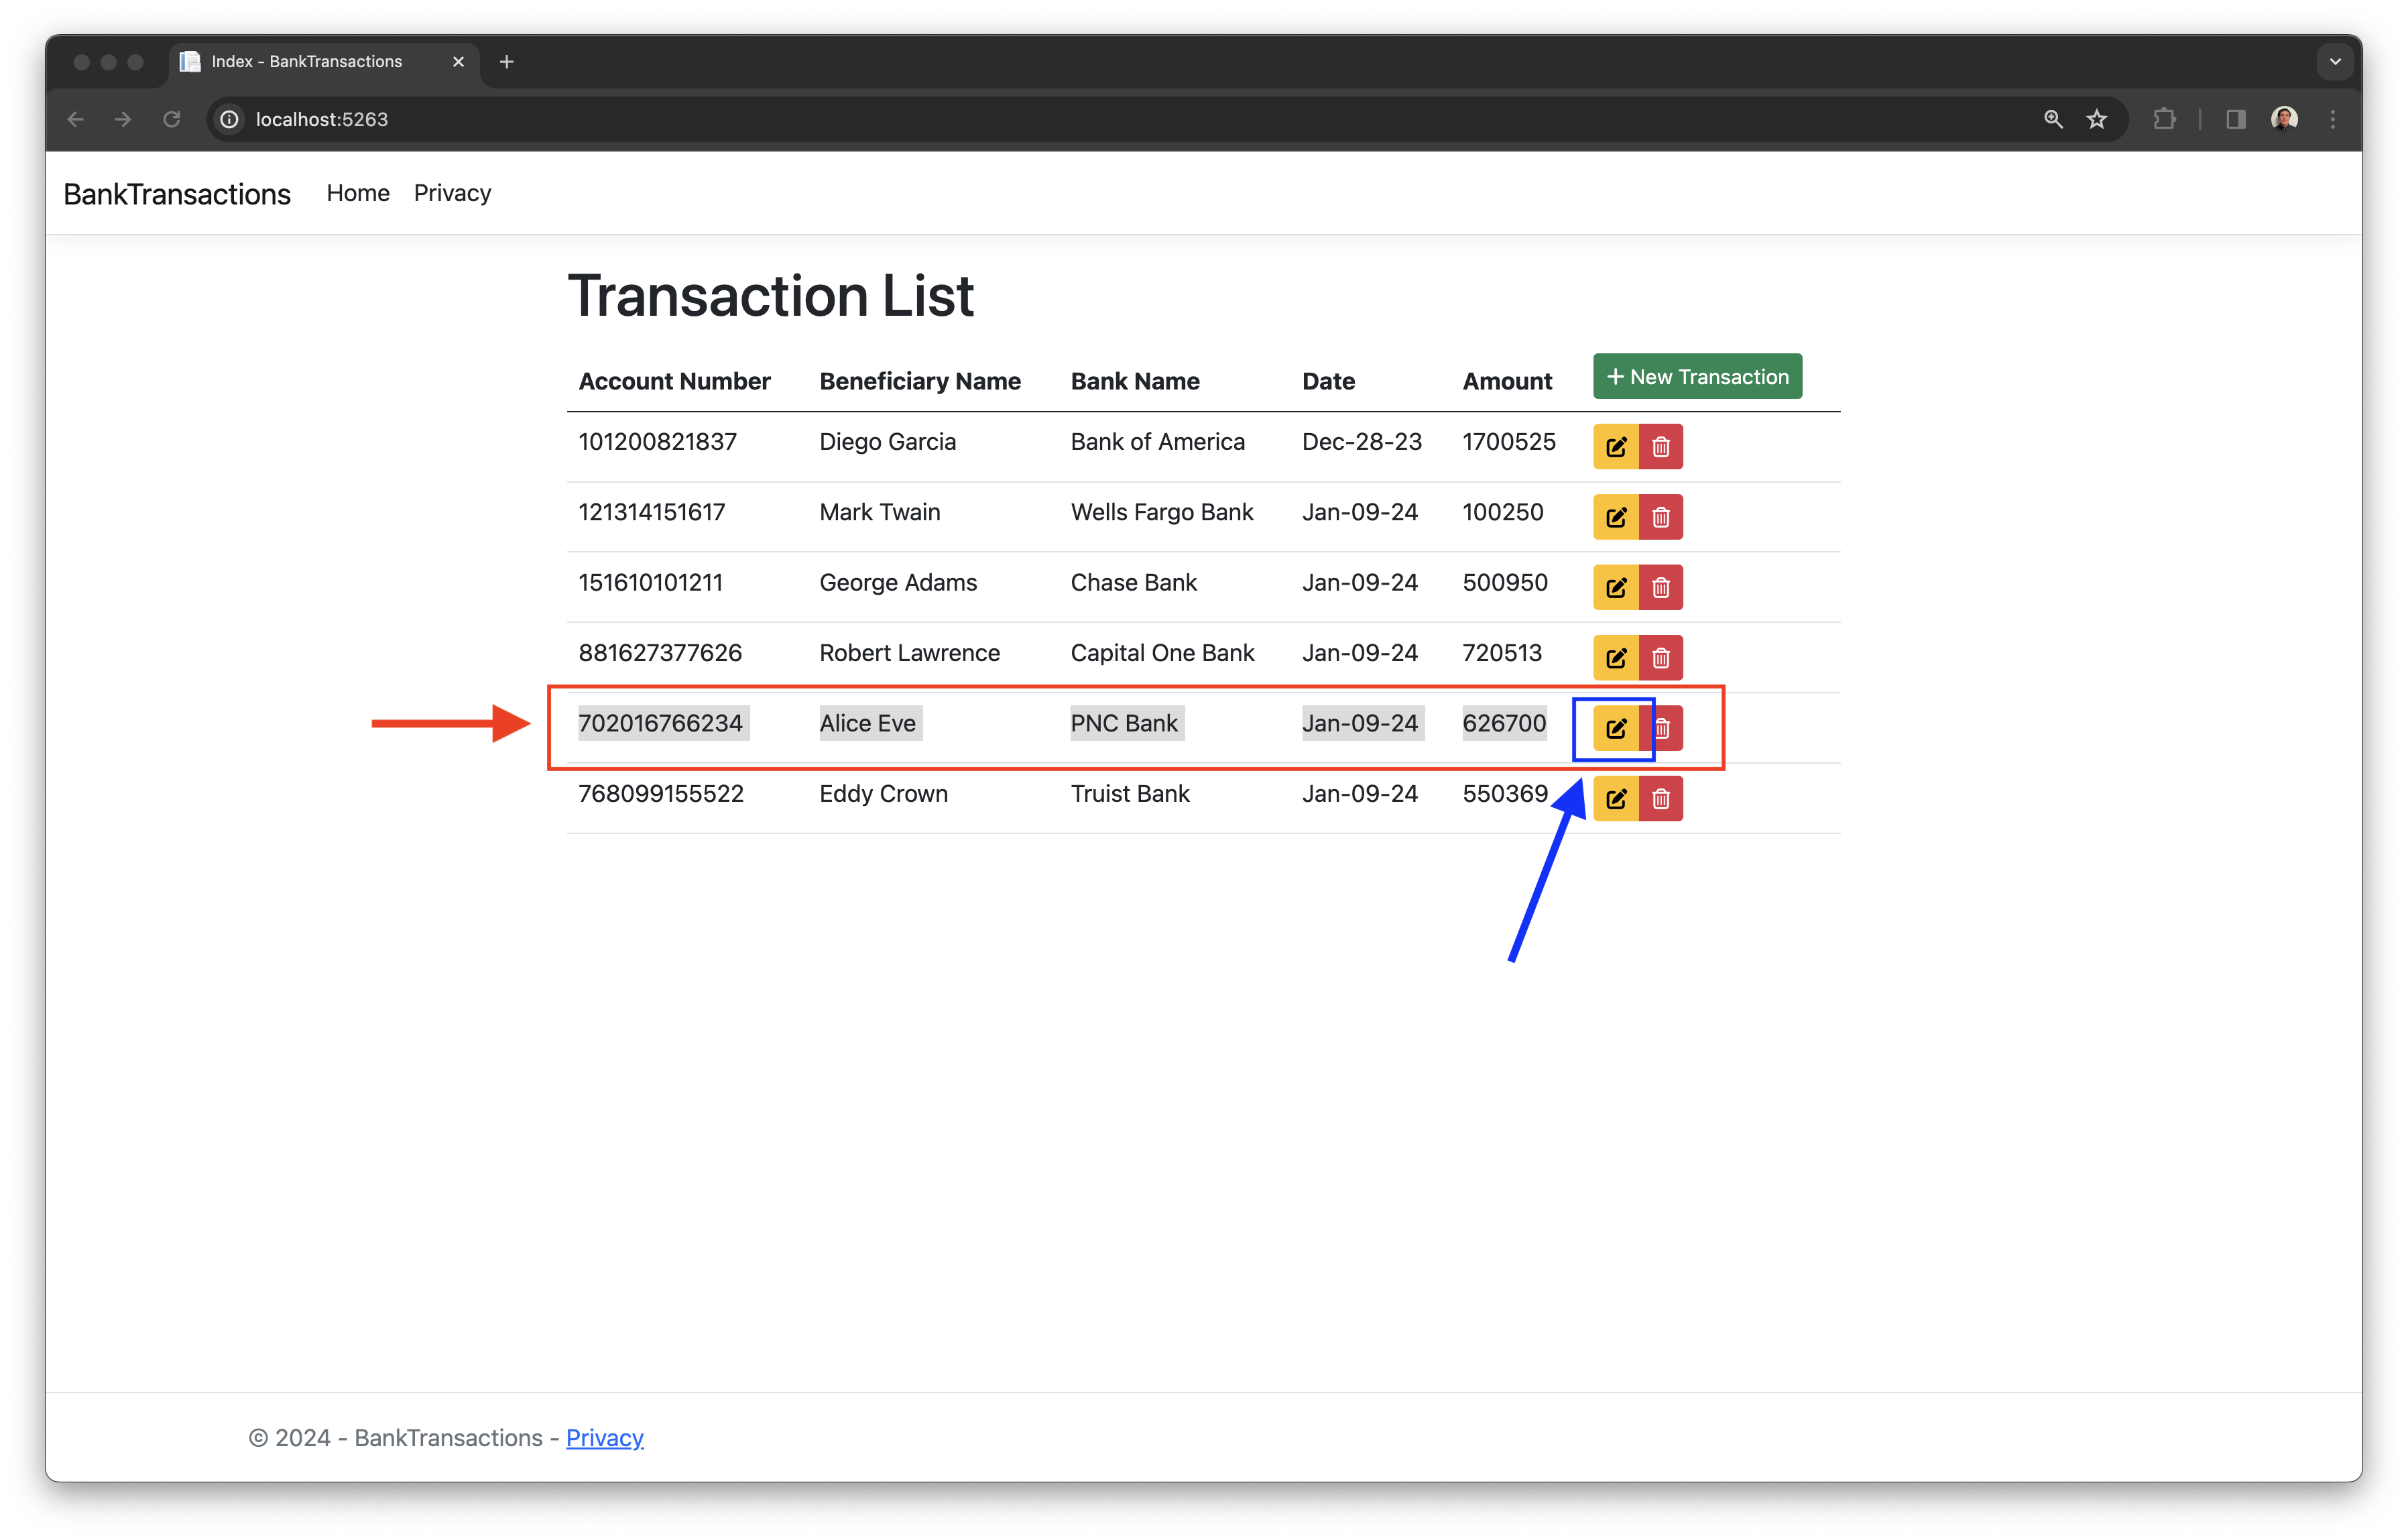 Index - BankTransactions
localhost:5263
BankTransactions Home Privacy
Transaction List
Account Number Beneficiary Name Bank Name Date Amount + New Transaction
101200821837 Diego Garcia Bank of America Dec-28-23 1700525
121314151617 Mark Twain Wells Fargo Bank Jan-09-24 100250
151610101211 George Adams Chase Bank Jan-09-24 500950
881627377626 Robert Lawrence Capital One Bank Jan-09-24 720513
702016766234 Alice Eve PNC Bank Jan-09-24 626700
768099155522 Eddy Crown Truist Bank Jan-09-24 550369
© 2024 - BankTransactions - Privacy